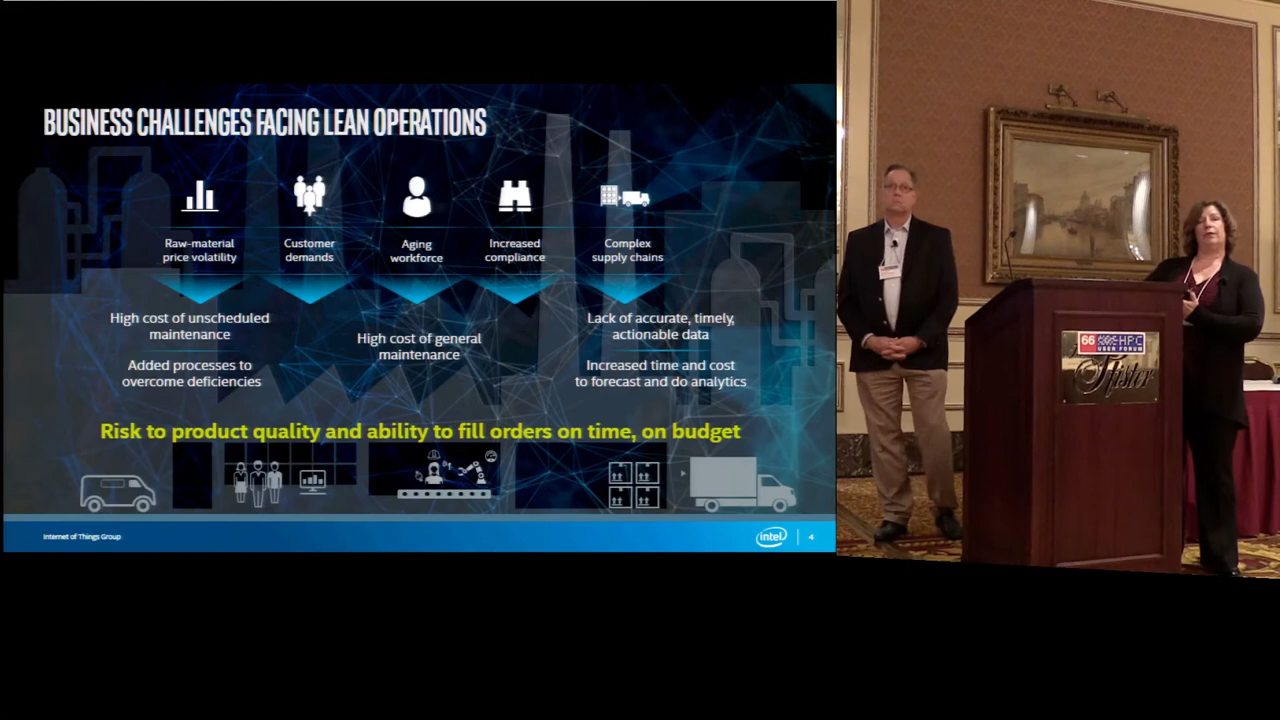 BUSINESS CHALLENGES FACING LEAN OPERATIONS
Raw-material
price volatility
Customer
demands
Aging
workforce
Increased
compliance
Complex
supply chains
High cost of unscheduled
maintenance
Added processes to
overcome deficiencies
High cost of general
maintenance
Lack of accurate, timely,
actionable data
Increased time and cost
to forecast and do analytics
Risk to product quality and ability to fill orders on time, on budget
Internet of Things Group
intel
4
66
HPC
USER FORUM
Pfister